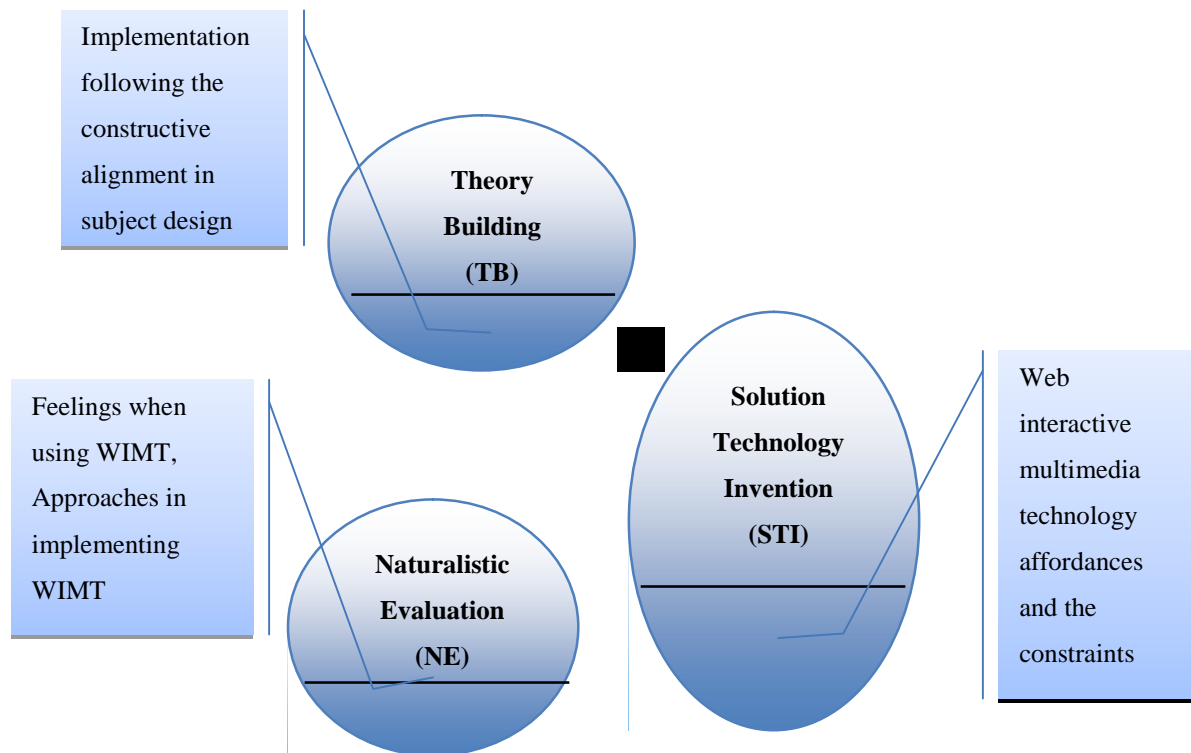 Implementation
following the
constructive
alignment in
subject design
Theory
Building
(TB)
Feelings when
using WIMT,
Approaches in
implementing
WIMT
Naturalistic
Evaluation
(NE)
Solution
Technology
Invention
(STI)
Web
interactive
multimedia
technology
affordances
and the
constraints